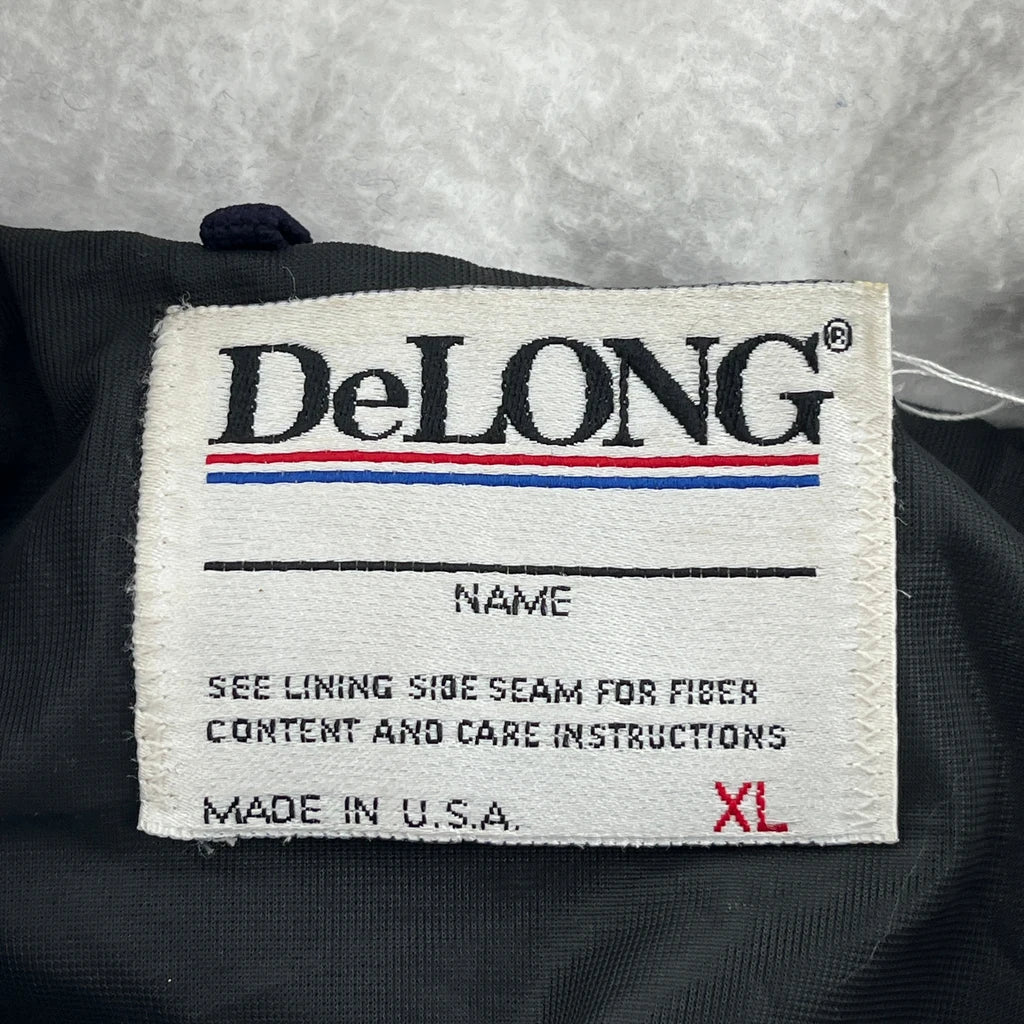 DeLONG®
NAME
SEE LINING SIDE SEAM FOR FIBER
CONTENT AND CARE INSTRUCTIONS
MADE IN U.S.A. XL